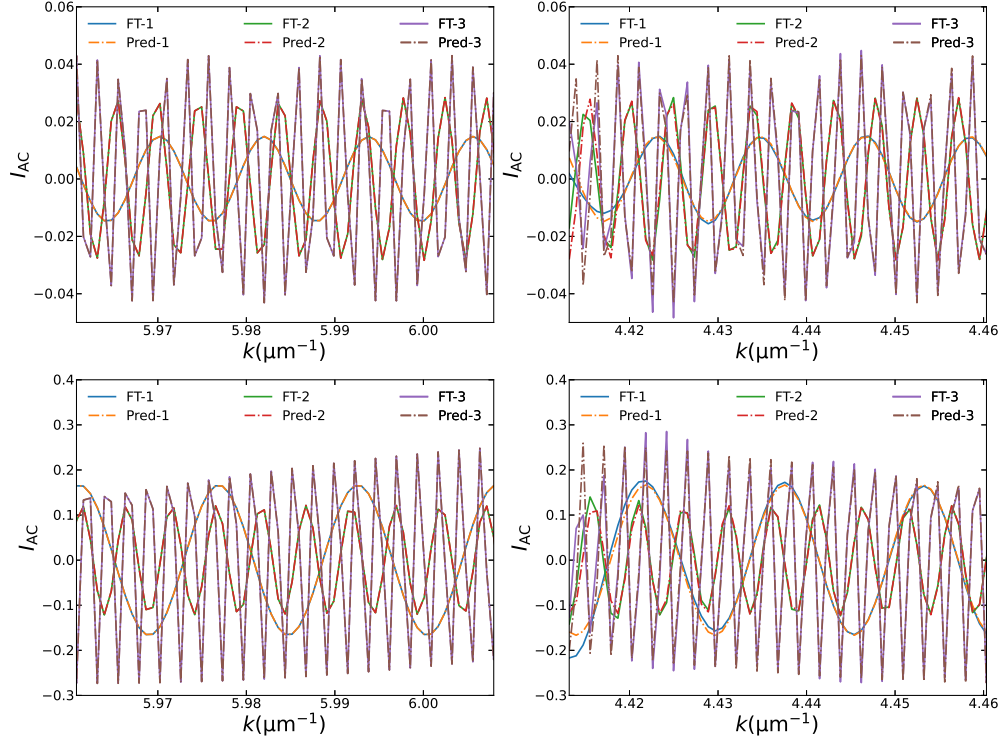 0.06
0.04
0.02
0.00
−0.02
−0.04
I_AC
FT-1 FT-2 FT-3
Pred-1 Pred-2 Pred-3
5.97 5.98 5.99 6.00
k(μm⁻¹)
0.06
0.04
0.02
0.00
−0.02
−0.04
I_AC
FT-1 FT-2 FT-3
Pred-1 Pred-2 Pred-3
4.42 4.43 4.44 4.45 4.46
k(μm⁻¹)
0.4
0.3
0.2
0.1
0.0
−0.1
−0.2
−0.3
I_AC
FT-1 FT-2 FT-3
Pred-1 Pred-2 Pred-3
5.97 5.98 5.99 6.00
k(μm⁻¹)
0.4
0.3
0.2
0.1
0.0
−0.1
−0.2
−0.3
I_AC
FT-1 FT-2 FT-3
Pred-1 Pred-2 Pred-3
4.42 4.43 4.44 4.45 4.46
k(μm⁻¹)